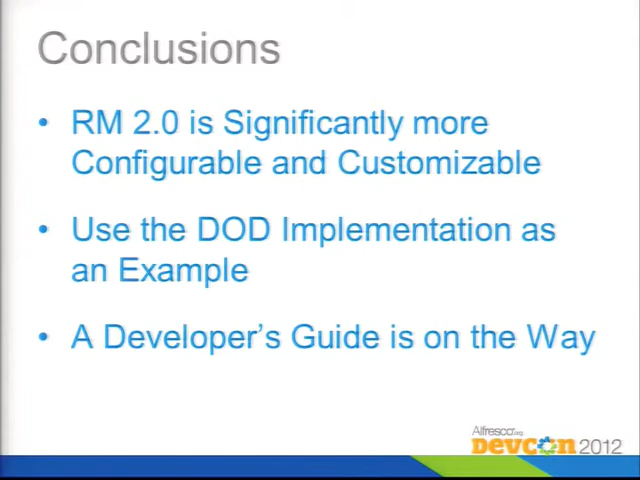 Conclusions
• RM 2.0 is Significantly more
Configurable and Customizable
• Use the DOD Implementation as
an Example
• A Developer's Guide is on the Way
Alfresco.org
Devcon 2012